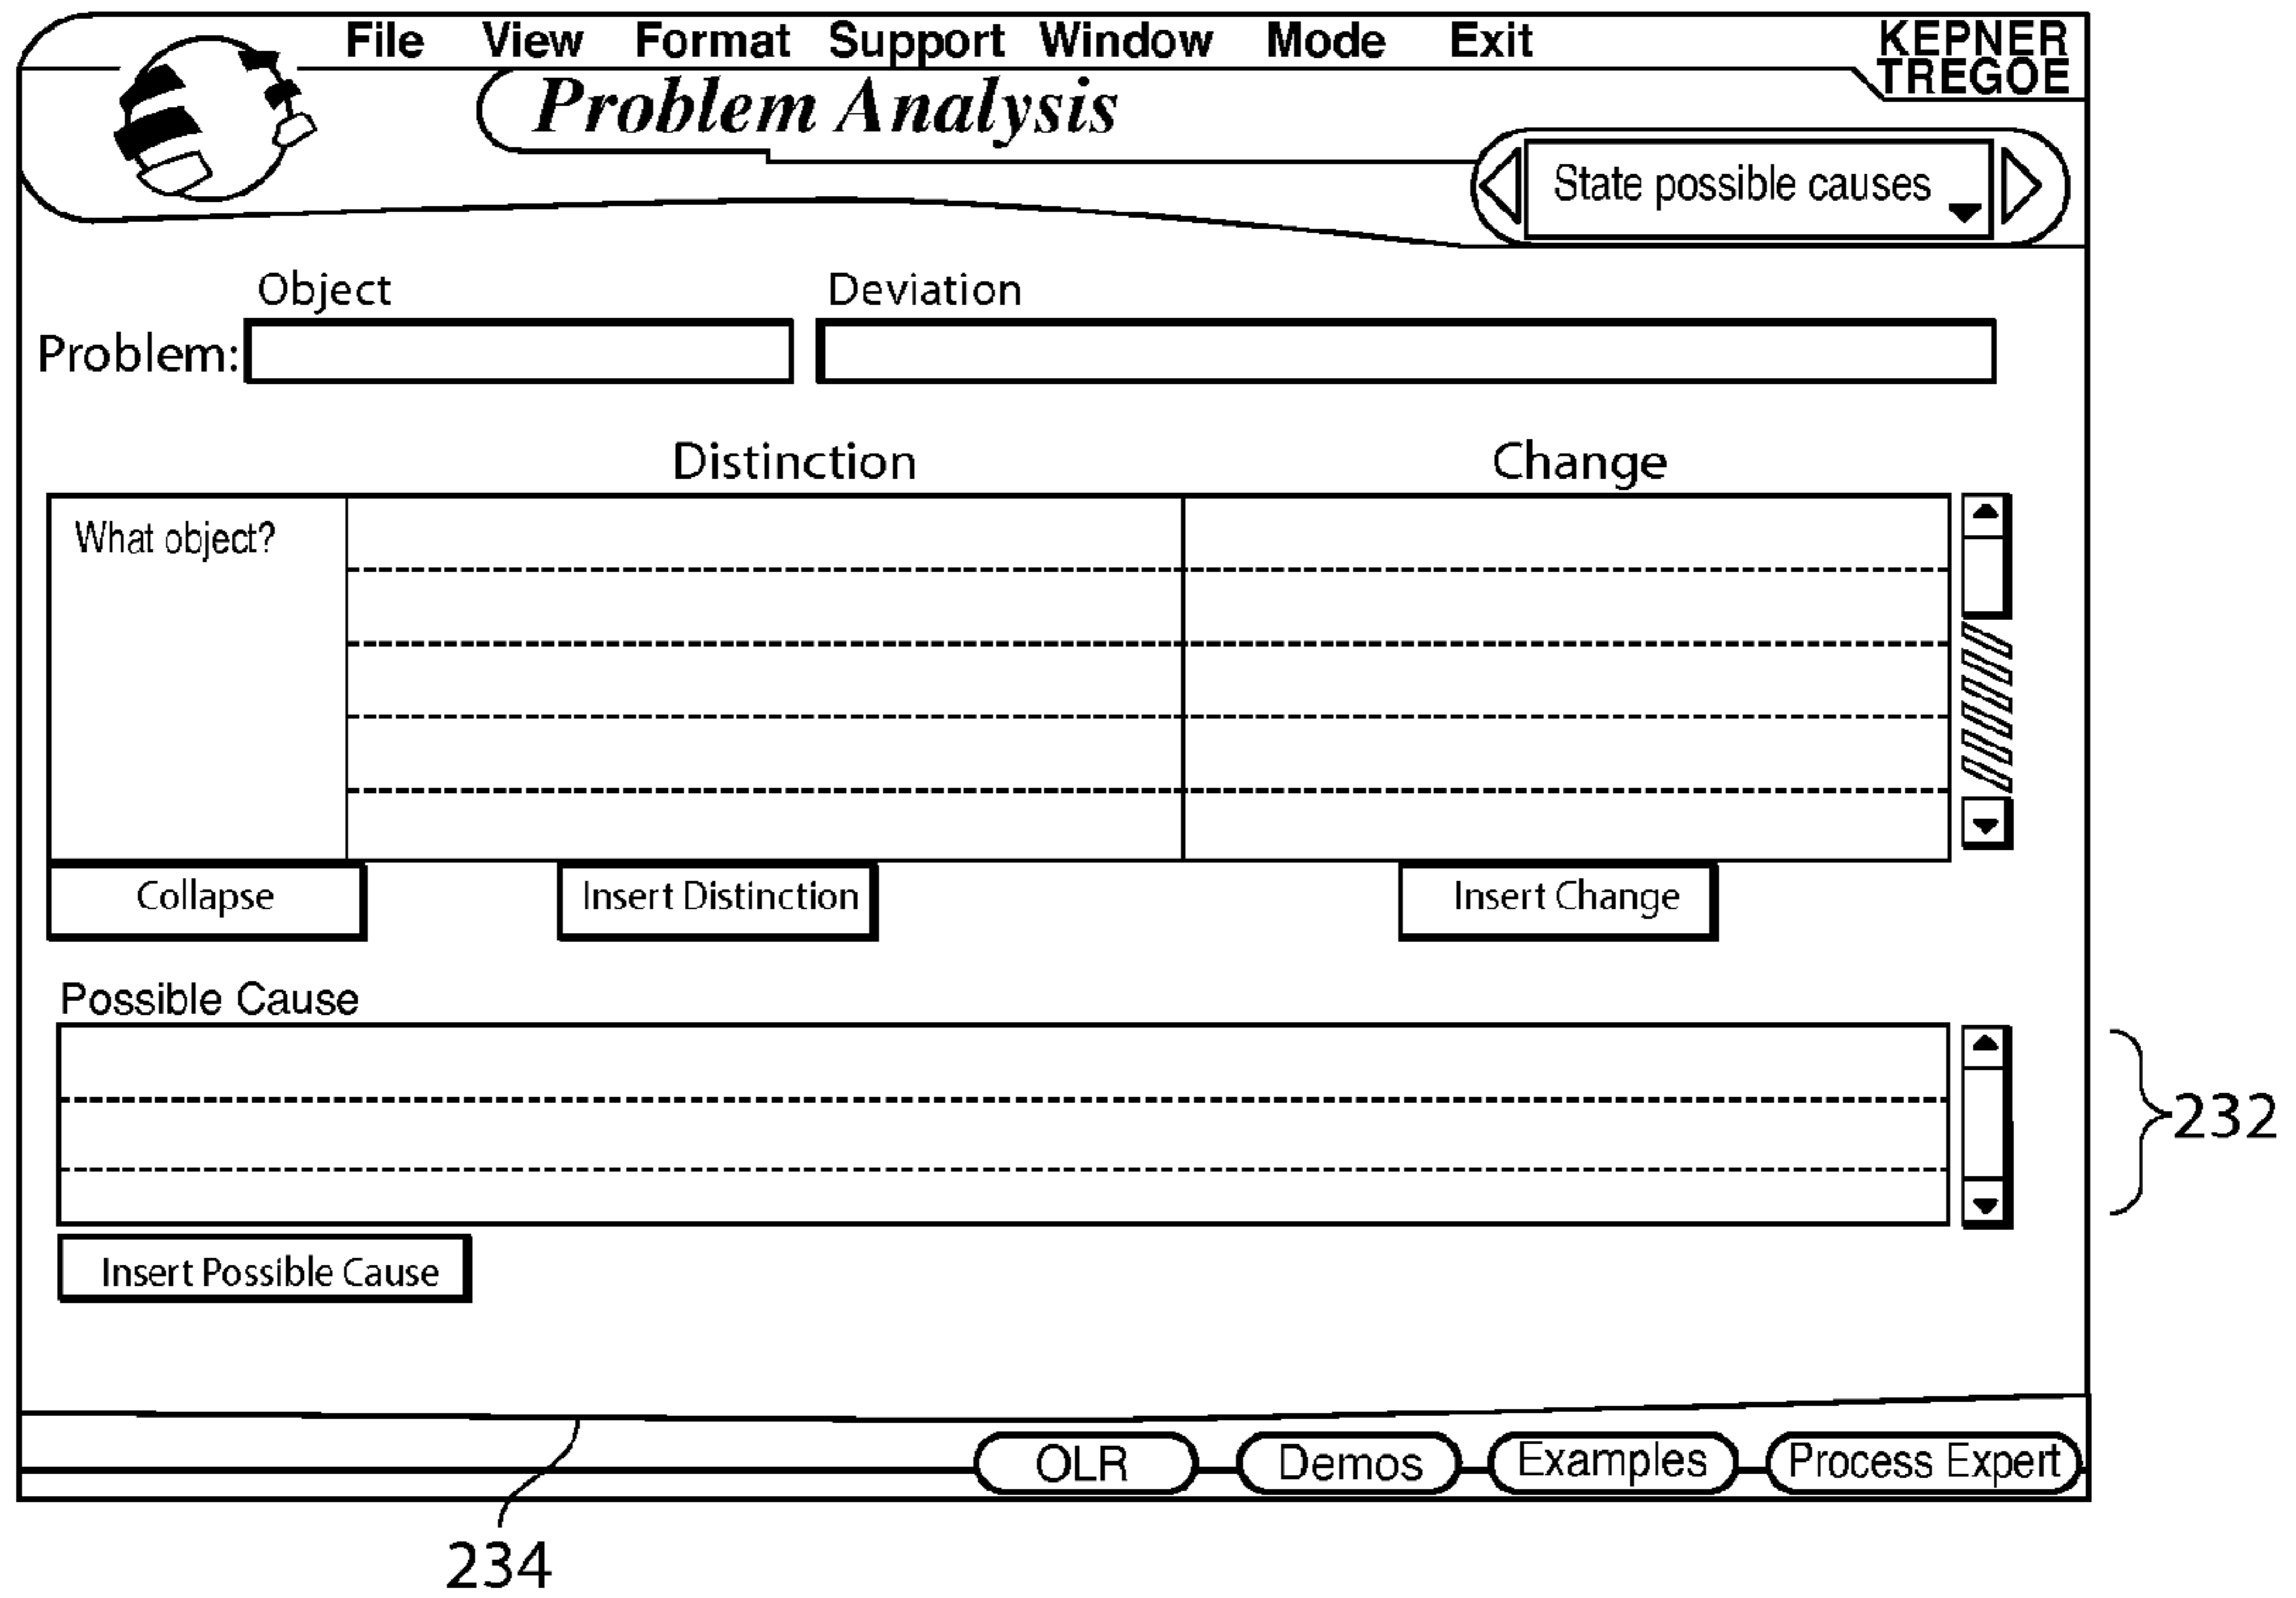 File View Format Support Window Mode Exit
KEPNER
TREGOE
Problem Analysis
State possible causes
Object Deviation
Problem:
Distinction Change
What object?
Collapse Insert Distinction Insert Change
Possible Cause
232
Insert Possible Cause
OLR Demos Examples Process Expert
234